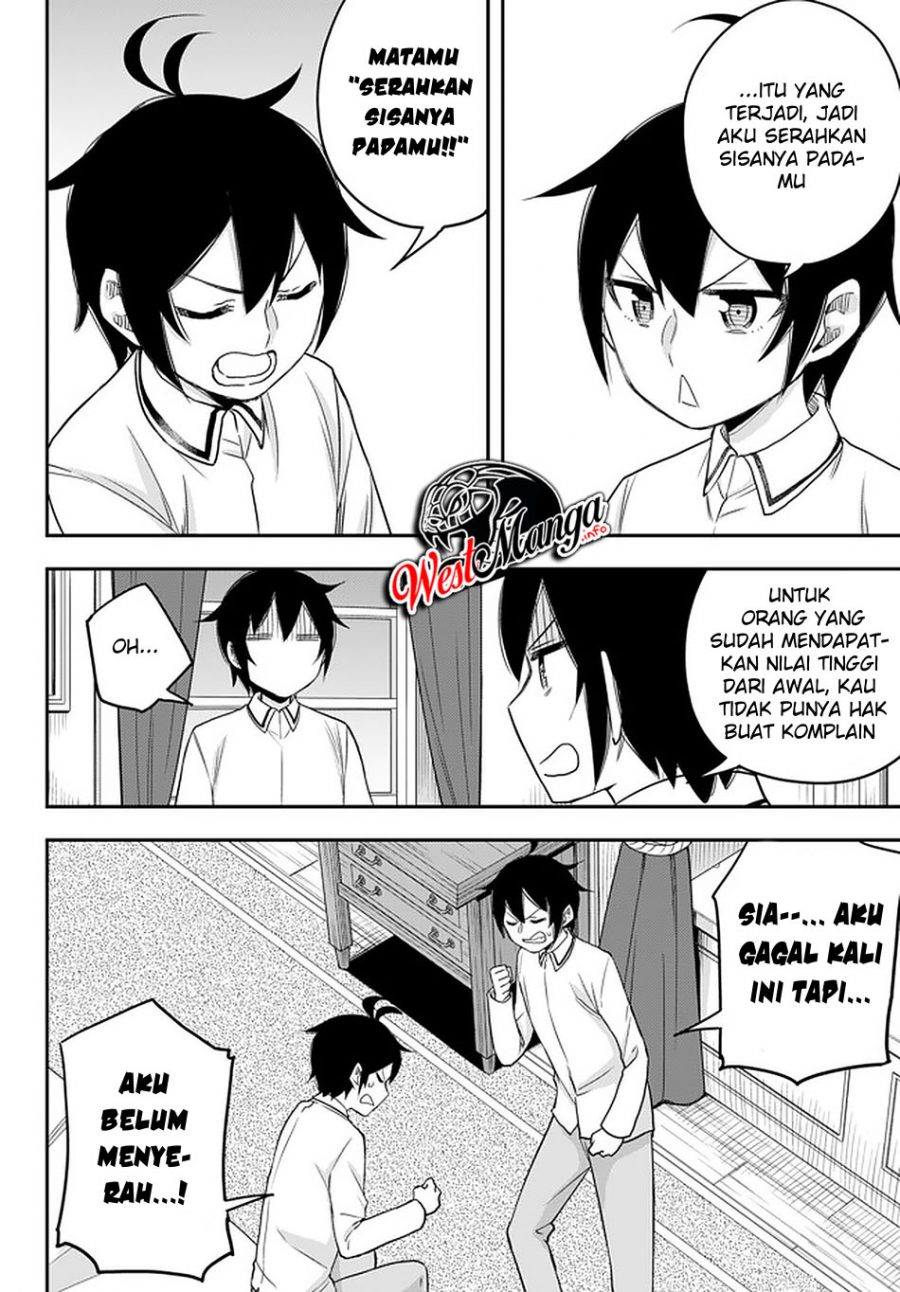 ...ITU YANG
TERJADI, JADI
AKU SERAHKAN
SISANYA PADA-
MU
MATAMU
"SERAHKAN
SISANYA
PADAMU!!"
WestManga
.info
UNTUK
ORANG YANG
SUDAH MENDAPAT-
KAN NILAI TINGGI
DARI AWAL, KAU
TIDAK PUNYA HAK
BUAT KOMPLAIN
OH...
SIA--... AKU
GAGAL KALI
INI TAPI...
AKU
BELUM
MENYE-
RAH...!